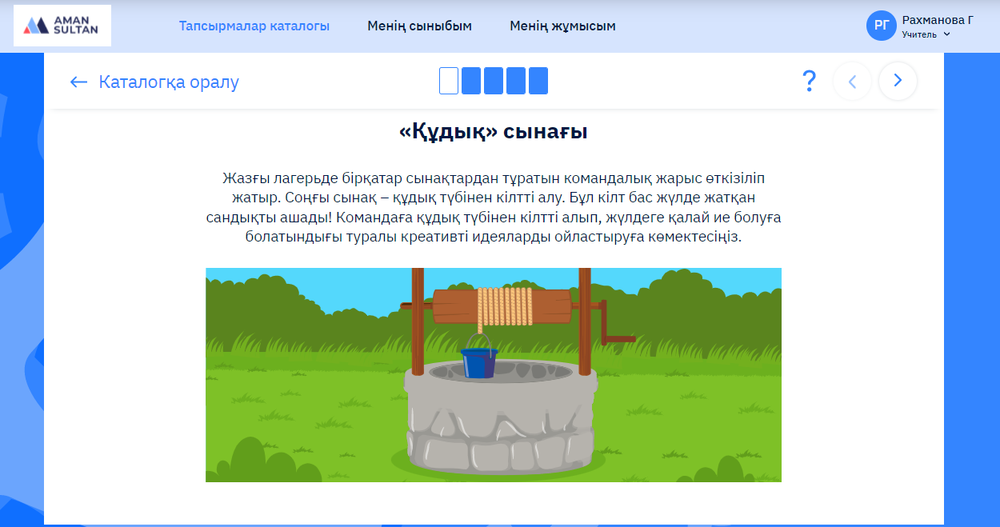 AMAN
SULTAN
Тапсырмалар каталогы
Менің сыныбым
Менің жұмысым
РГ
Рахманова Г
Учитель
Каталогқа оралу
?
«Құдық» сынағы
Жазғы лагерьде бірқатар сынақтардан тұратын командалық жарыс өткізіліп
жатыр. Соңғы сынақ – құдық түбінен кілтті алу. Бұл кілт бас жүлде жатқан
сандықты ашады! Командаға құдық түбінен кілтті алып, жүлдеге қалай ие болуға
болатындығы туралы креативті идеяларды ойластыруға көмектесіңіз.